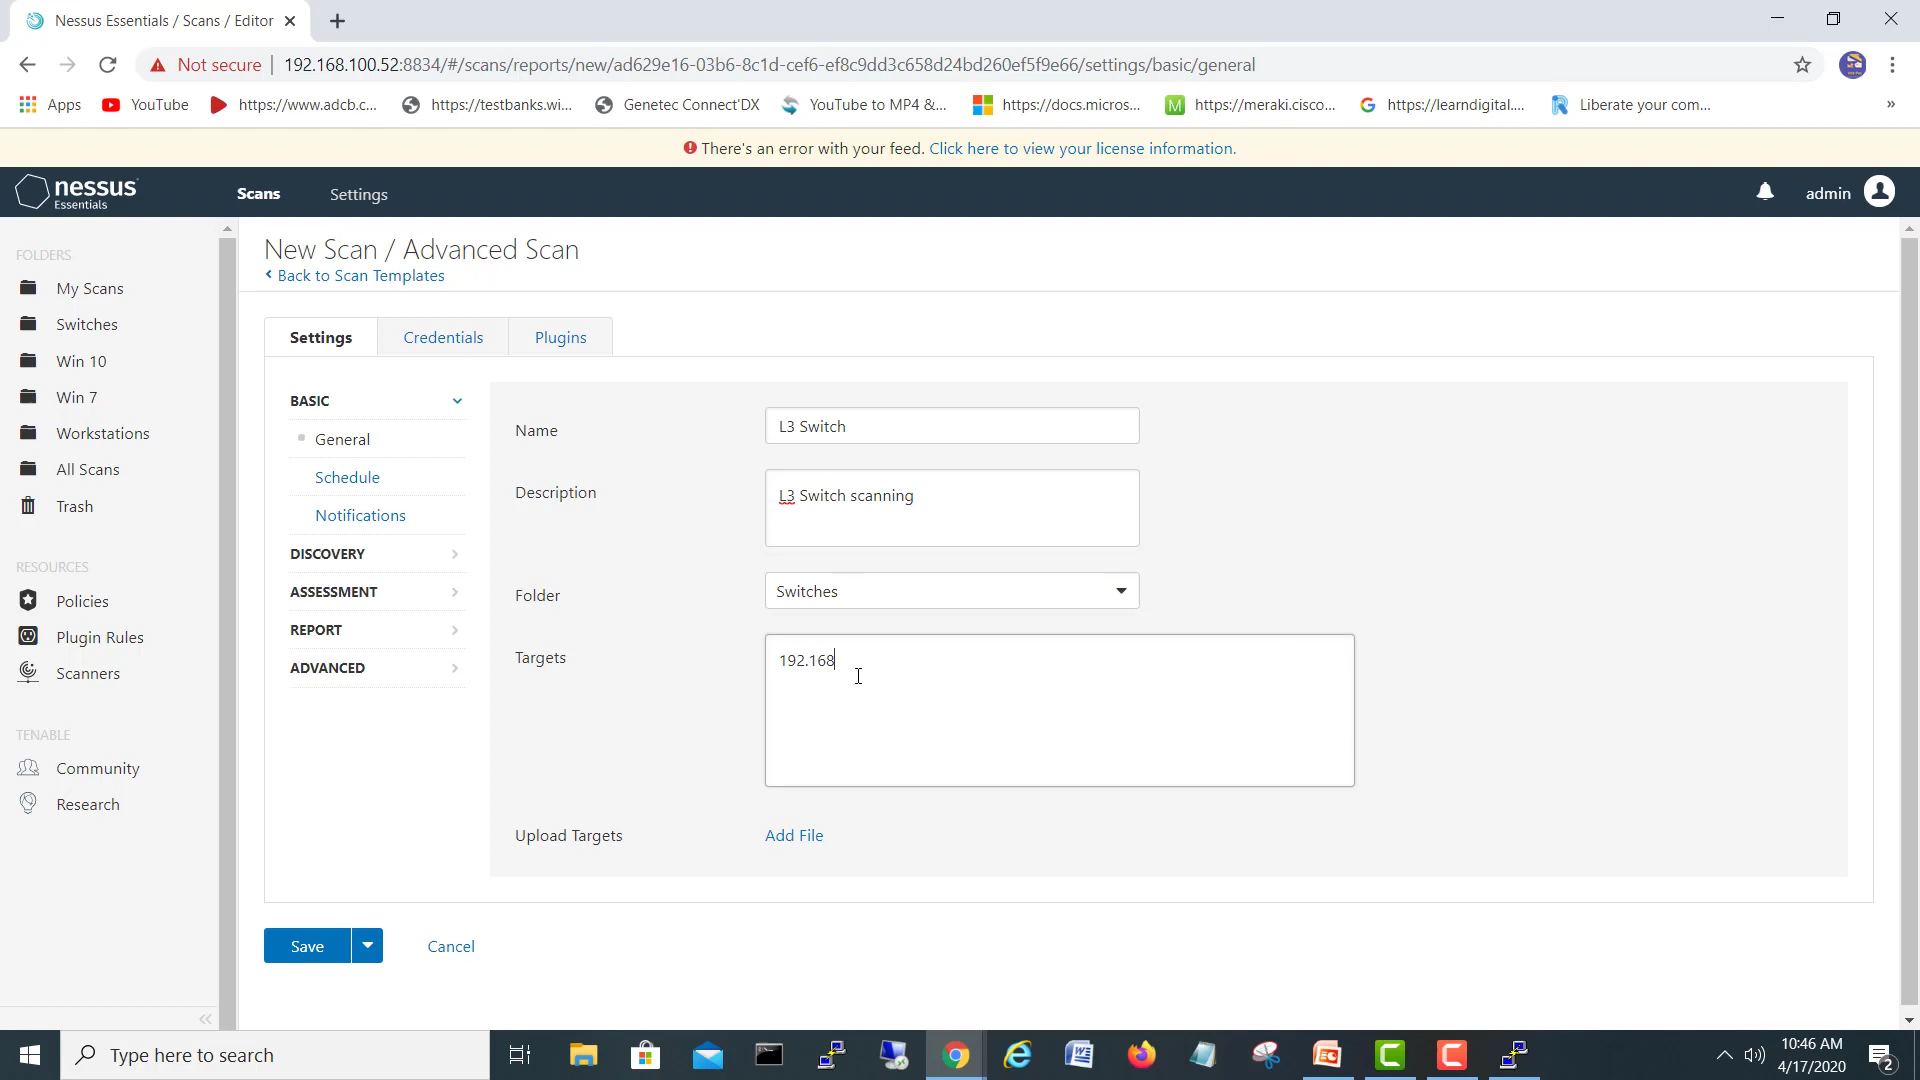 Nessus Essentials / Scans / Editor
Not secure
192.168.100.52:8834/#/scans/reports/new/ad629e16-03b6-8c1d-cef6-ef8c9dd3c658d24bd260ef5f9e66/settings/basic/general
Apps
YouTube
https://www.adcb.c...
https://testbanks.wi...
Genetec Connect'DX
YouTube to MP4 &...
https://docs.micros...
https://meraki.cisco...
https://learndigital....
Liberate your com...
»
There's an error with your feed. Click here to view your license information.
nessus
Essentials
Scans
Settings
admin
FOLDERS
My Scans
Switches
Win 10
Win 7
Workstations
All Scans
Trash
RESOURCES
Policies
Plugin Rules
Scanners
TENABLE
Community
Research
New Scan / Advanced Scan
Back to Scan Templates
Settings
Credentials
Plugins
BASIC
General
Schedule
Notifications
DISCOVERY
ASSESSMENT
REPORT
ADVANCED
Name
L3 Switch
Description
L3 Switch scanning
Folder
Switches
Targets
192.168
Upload Targets
Add File
Save
Cancel
Type here to search
10:46 AM
4/17/2020
2